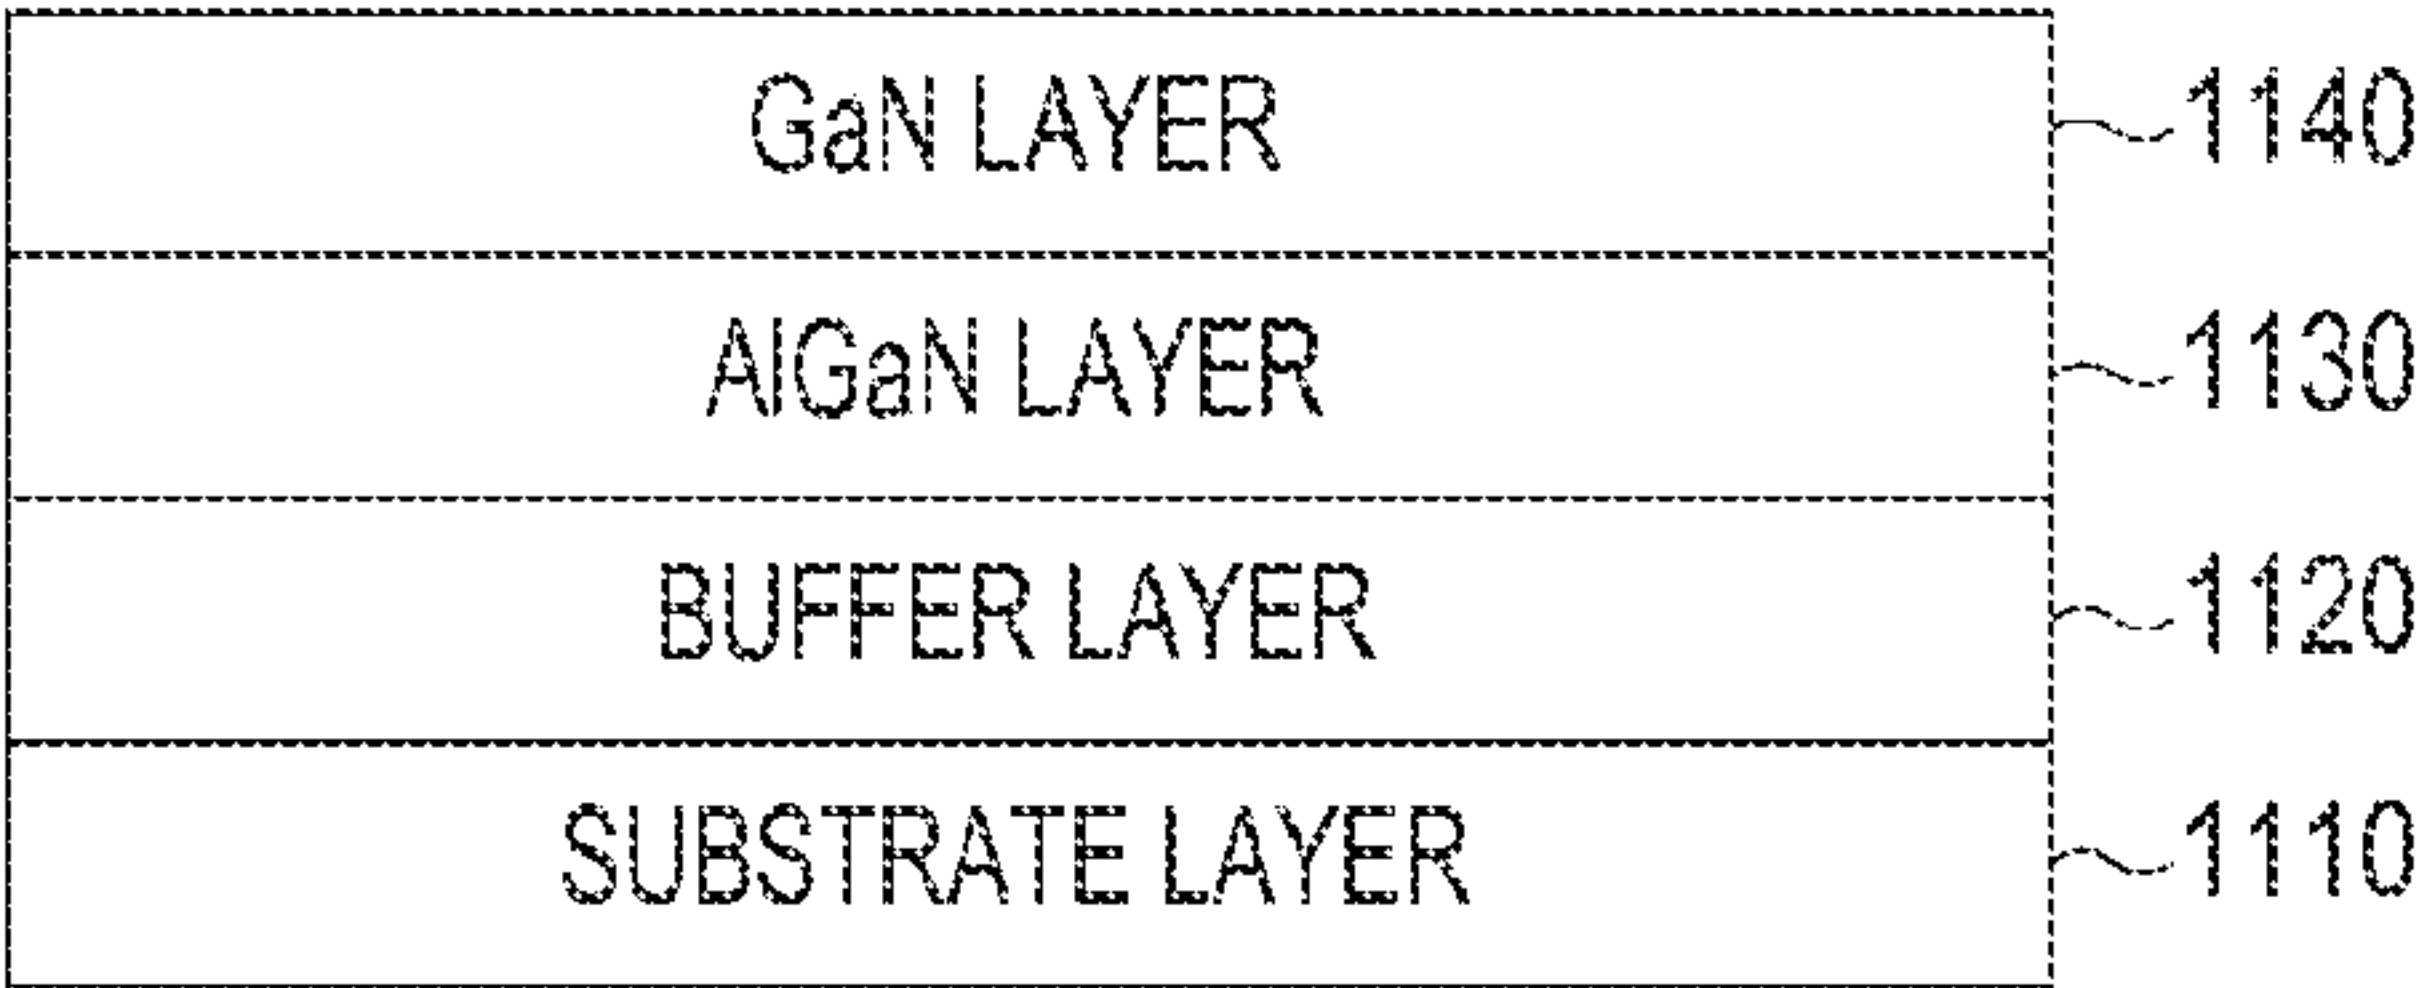 GaN LAYER 1140
AlGaN LAYER 1130
BUFFER LAYER 1120
SUBSTRATE LAYER 1110